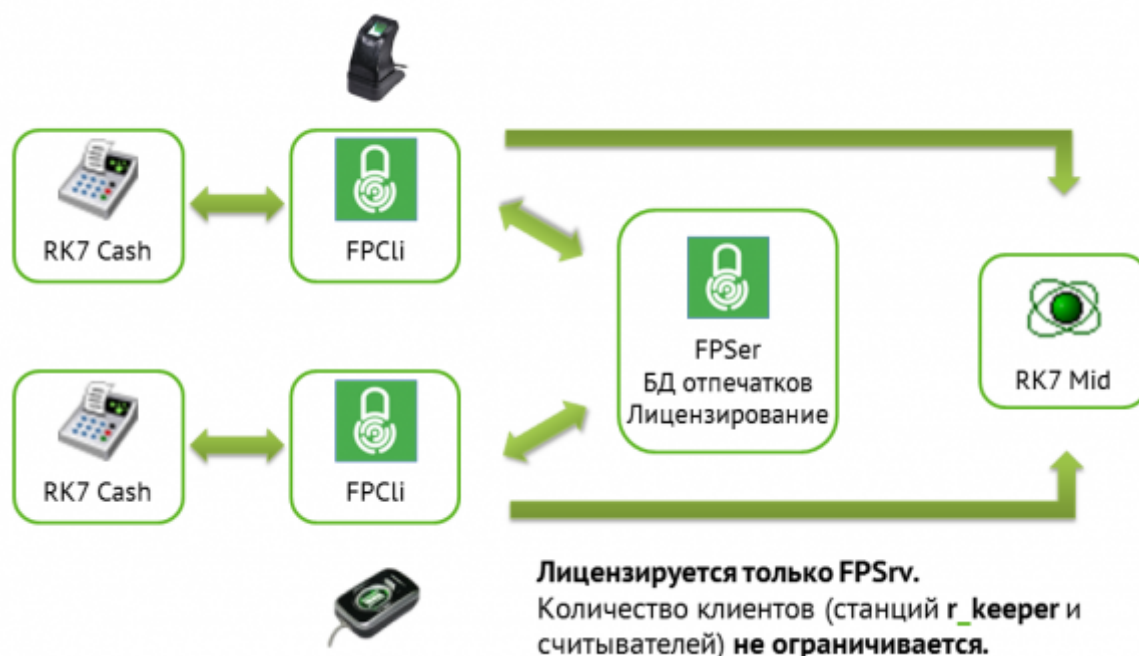 RK7 Cash
FPCli
FPSer
БД отпечатков
Лицензирование
RK7 Mid
RK7 Cash
FPCli
Лицензируется только FPSrv.
Количество клиентов (станций r_keeper и
считывателей) не ограничивается.